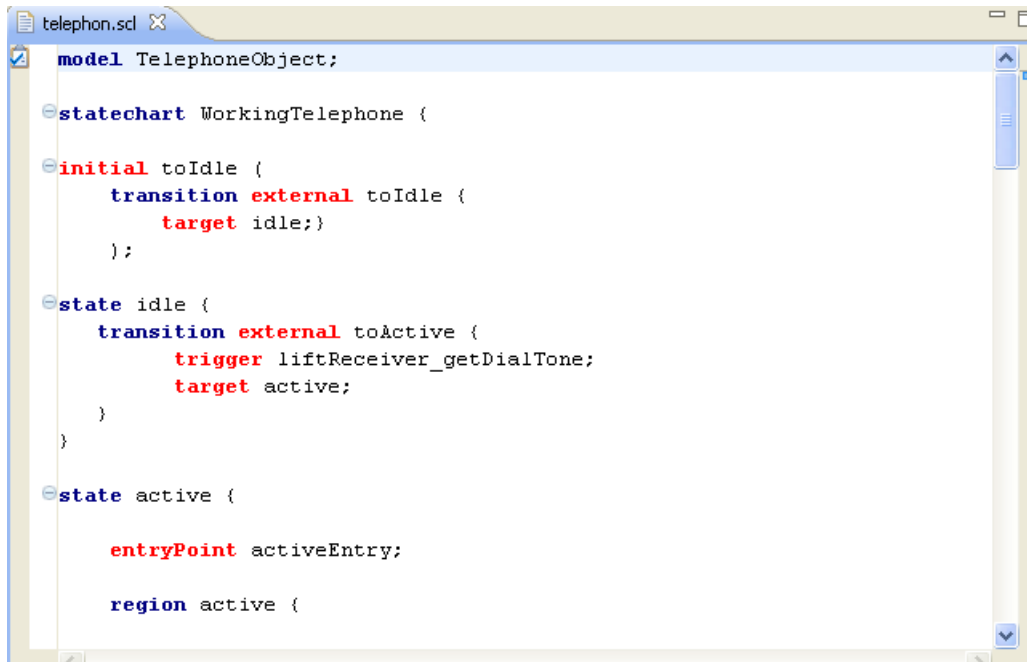 telephon.scl
model TelephoneObject;
statechart WorkingTelephone {
initial toIdle (
transition external toIdle {
target idle;}
);
state idle {
transition external toActive {
trigger liftReceiver_getDialTone;
target active;
}
}
state active {
entryPoint activeEntry;
region active {